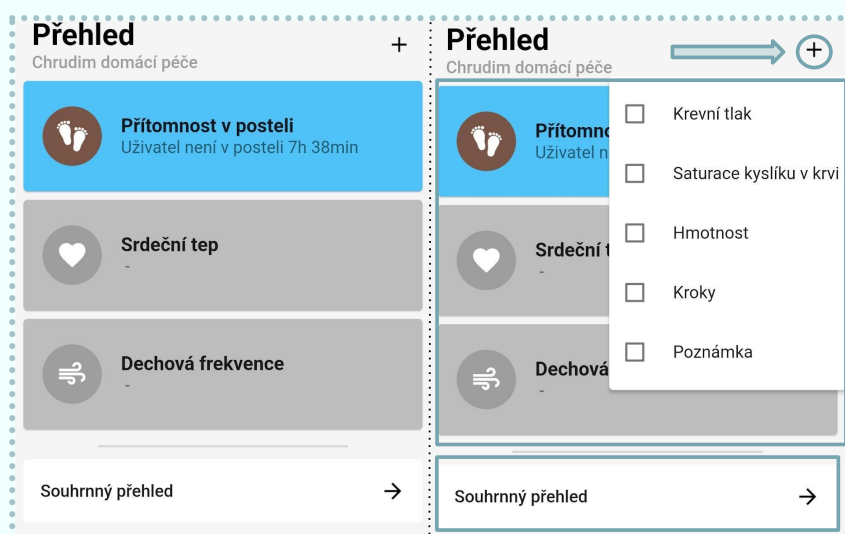 Přehled
Chrudim domácí péče
+
Přítomnost v posteli
Uživatel není v posteli 7h 38min
Srdeční tep
-
Dechová frekvence
-
Souhrnný přehled
Přehled
Chrudim domácí péče
+
Přítomno
Uživatel n
Srdeční t
-
Dechová
-
Krevní tlak
Saturace kyslíku v krvi
Hmotnost
Kroky
Poznámka
Souhrnný přehled